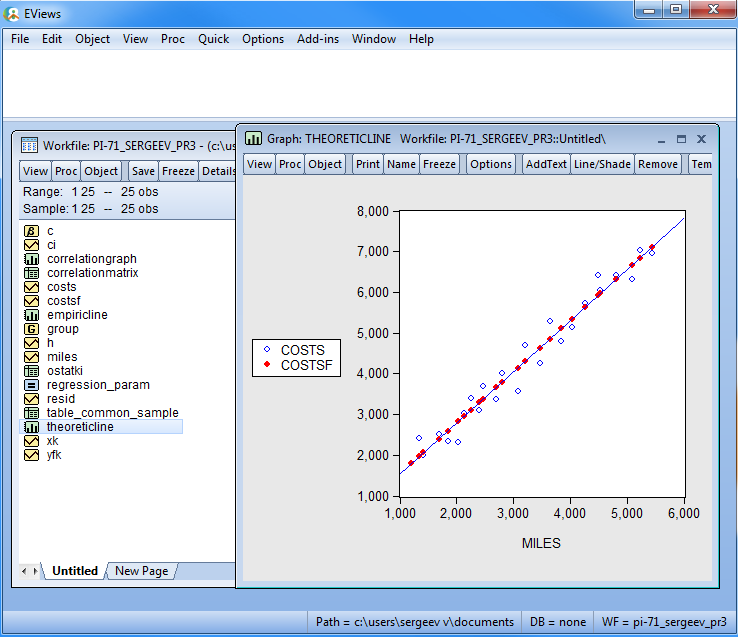 EViews
File Edit Object View Proc Quick Options Add-ins Window Help
Workfile: PI-71_SERGEEV_PR3 - (c:\us
View Proc Object Save Freeze Details
Range: 1 25 -- 25 obs
Sample: 1 25 -- 25 obs
c
ci
correlationgraph
correlationmatrix
costs
costsf
empiricline
group
h
miles
ostatki
regression_param
resid
table_common_sample
theoreticline
xk
yfk
Untitled New Page
Graph: THEORETICLINE Workfile: PI-71_SERGEEV_PR3::Untitled\
View Proc Object Print Name Freeze Options AddText Line/Shade Remove Tem
8,000
7,000
6,000
5,000
4,000
3,000
2,000
1,000
1,000 2,000 3,000 4,000 5,000 6,000
MILES
COSTS
COSTSF
Path = c:\users\sergeev v\documents DB = none WF = pi-71_sergeev_pr3